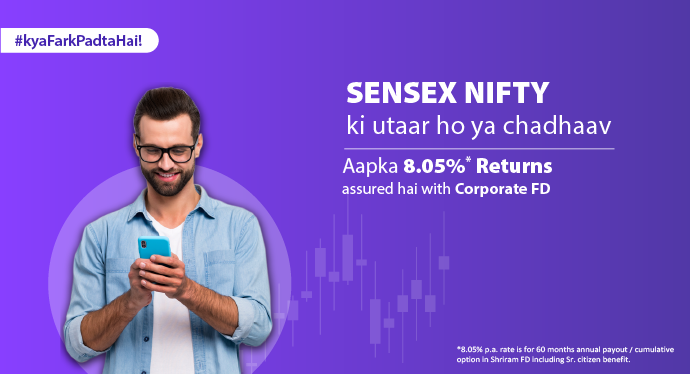 #kyaFarkPadtaHai!
SENSEX NIFTY
ki utaar ho ya chadhaav
Aapka 8.05%* Returns
assured hai with Corporate FD
*8.05% p.a. rate is for 60 months annual payout / cumulative
option in Shriram FD including Sr. citizen benefit.